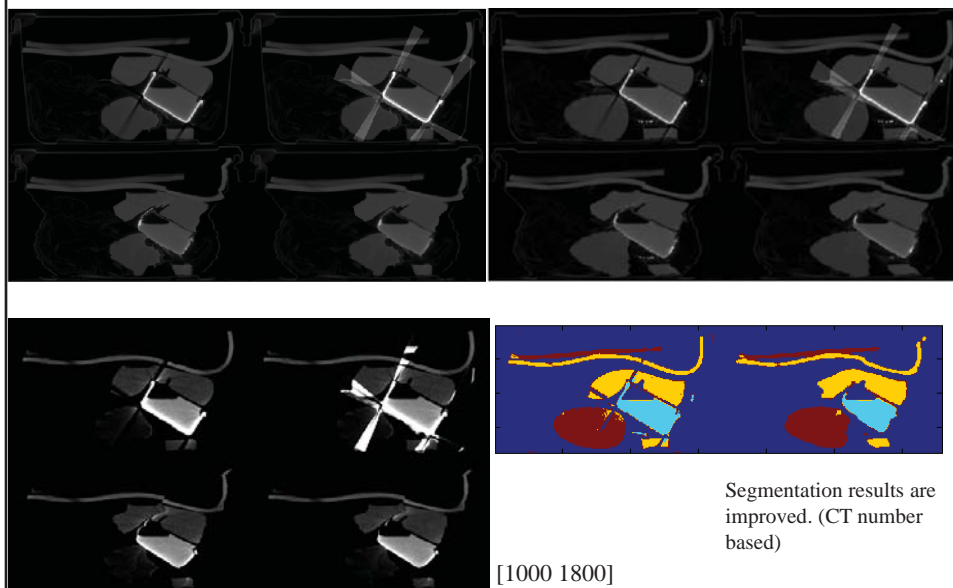 Segmentation results are
improved. (CT number
based)
[1000 1800]